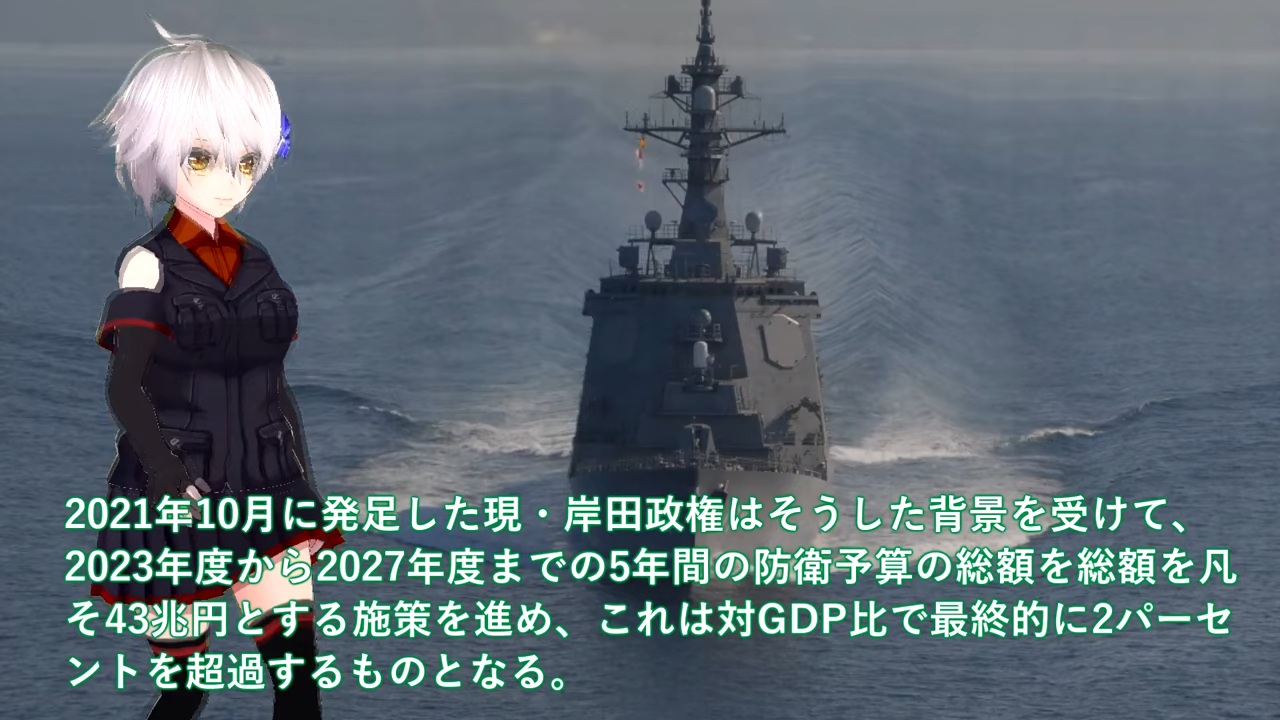 2021年10月に発足した現・岸田政権はそうした背景を受けて、
2023年度から2027年度までの5年間の防衛予算の総額を総額を凡
そ43兆円とする施策を進め、これは対GDP比で最終的に2パーセ
ントを超過するものとなる。